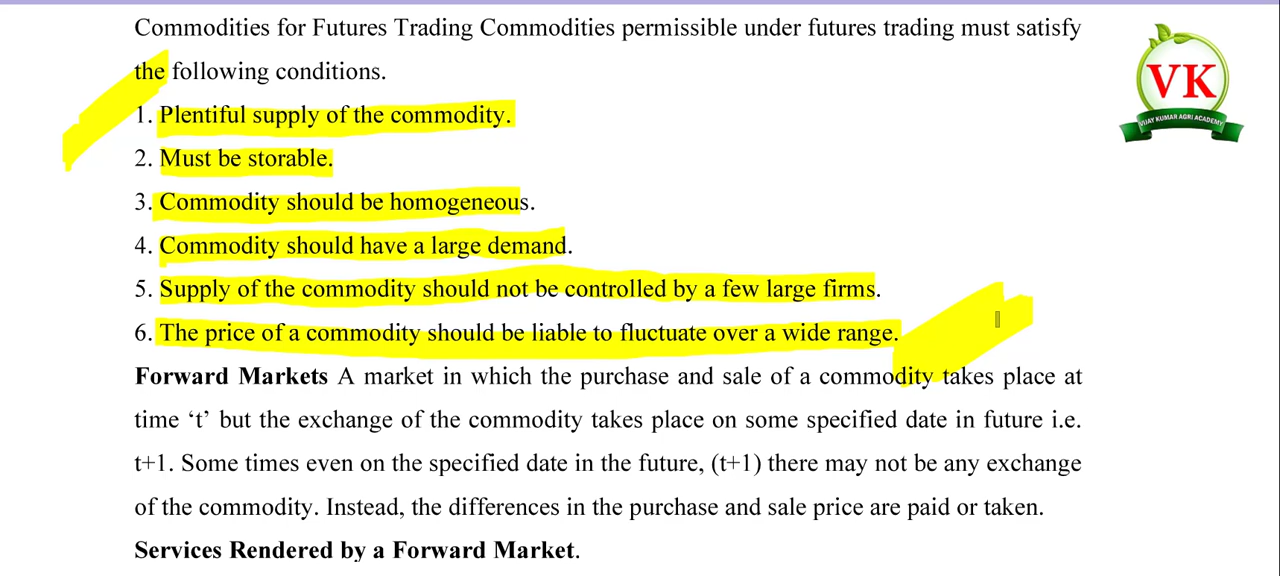 Commodities for Futures Trading Commodities permissible under futures trading must satisfy
the following conditions.
1. Plentiful supply of the commodity.
2. Must be storable.
3. Commodity should be homogeneous.
4. Commodity should have a large demand.
5. Supply of the commodity should not be controlled by a few large firms.
6. The price of a commodity should be liable to fluctuate over a wide range.
Forward Markets A market in which the purchase and sale of a commodity takes place at
time ‘t’ but the exchange of the commodity takes place on some specified date in future i.e.
t+1. Some times even on the specified date in the future, (t+1) there may not be any exchange
of the commodity. Instead, the differences in the purchase and sale price are paid or taken.
Services Rendered by a Forward Market.
VK
VIJAY KUMAR AGRI ACADEMY